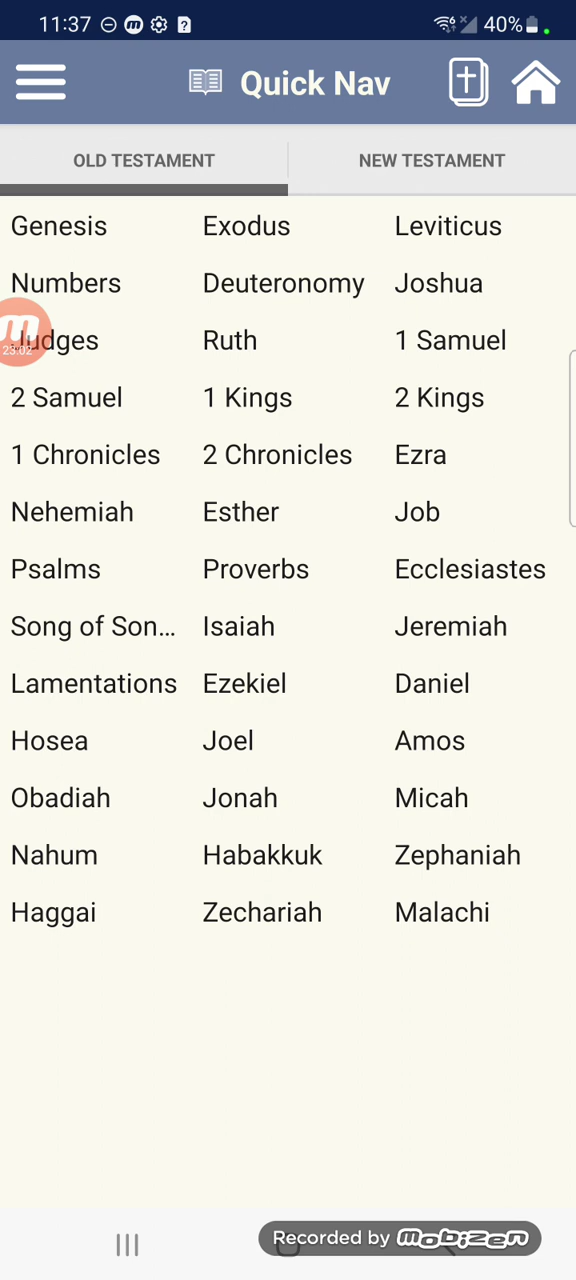 11:37 40%
Quick Nav
OLD TESTAMENT NEW TESTAMENT
Genesis Exodus Leviticus
Numbers Deuteronomy Joshua
Judges Ruth 1 Samuel
23:02
2 Samuel 1 Kings 2 Kings
1 Chronicles 2 Chronicles Ezra
Nehemiah Esther Job
Psalms Proverbs Ecclesiastes
Song of Son... Isaiah Jeremiah
Lamentations Ezekiel Daniel
Hosea Joel Amos
Obadiah Jonah Micah
Nahum Habakkuk Zephaniah
Haggai Zechariah Malachi
Recorded by mobizen